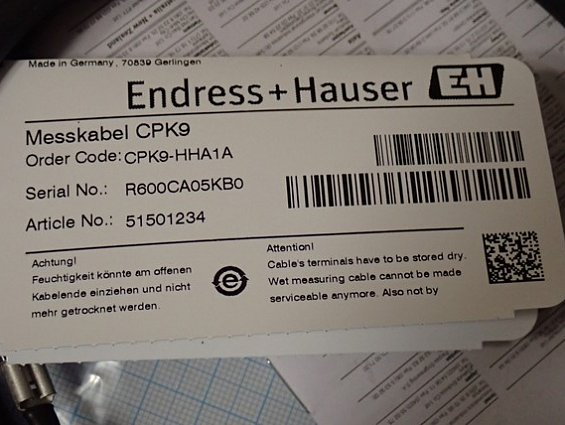 Made in Germany, 70839 Gerlingen
Endress+Hauser EH
Messkabel CPK9
Order Code: CPK9-HHA1A
Serial No.: R600CA05KB0
Article No.: 51501234
Achtung!
Feuchtigkeit könnte am offenen
Kabelende einziehen und nicht
mehr getrocknet werden.
Attention!
Cable's terminals have to be stored dry.
Wet measuring cable cannot be made
serviceable anymore. Also not by